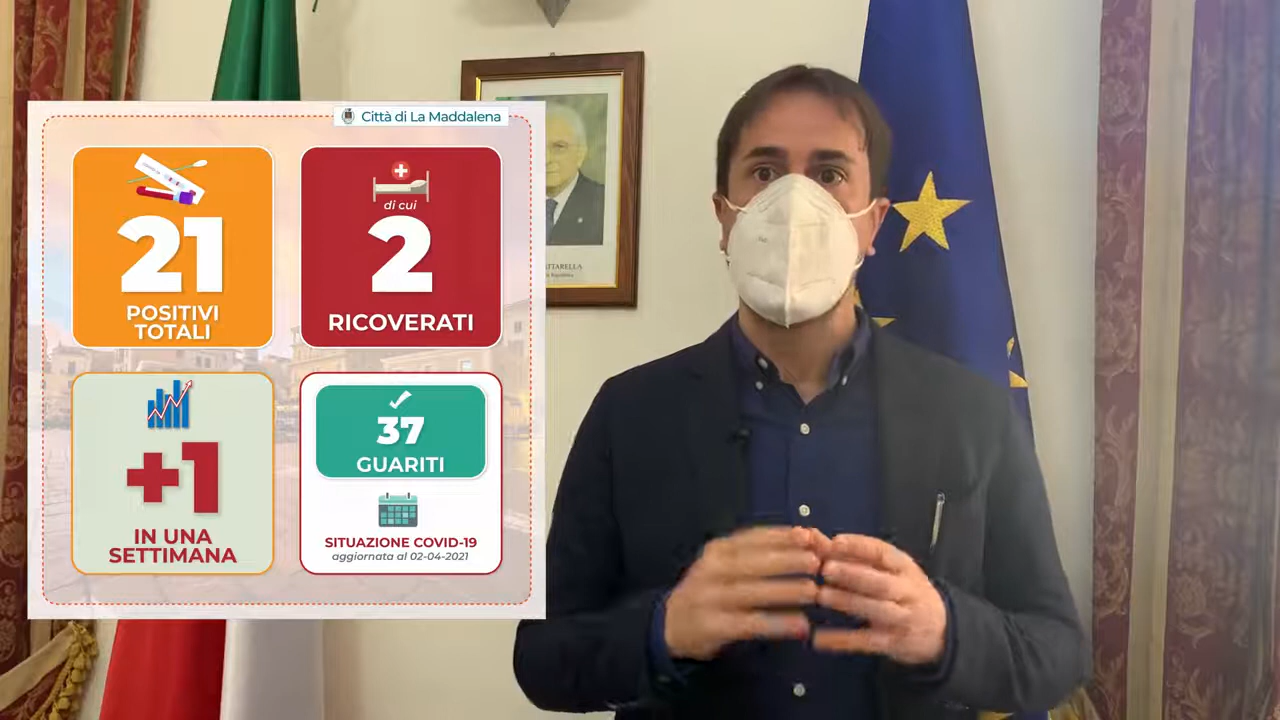 Città di La Maddalena
21
POSITIVI
TOTALI
di cui
2
RICOVERATI
+1
IN UNA
SETTIMANA
37
GUARITI
SITUAZIONE COVID-19
aggiornata al 02-04-2021